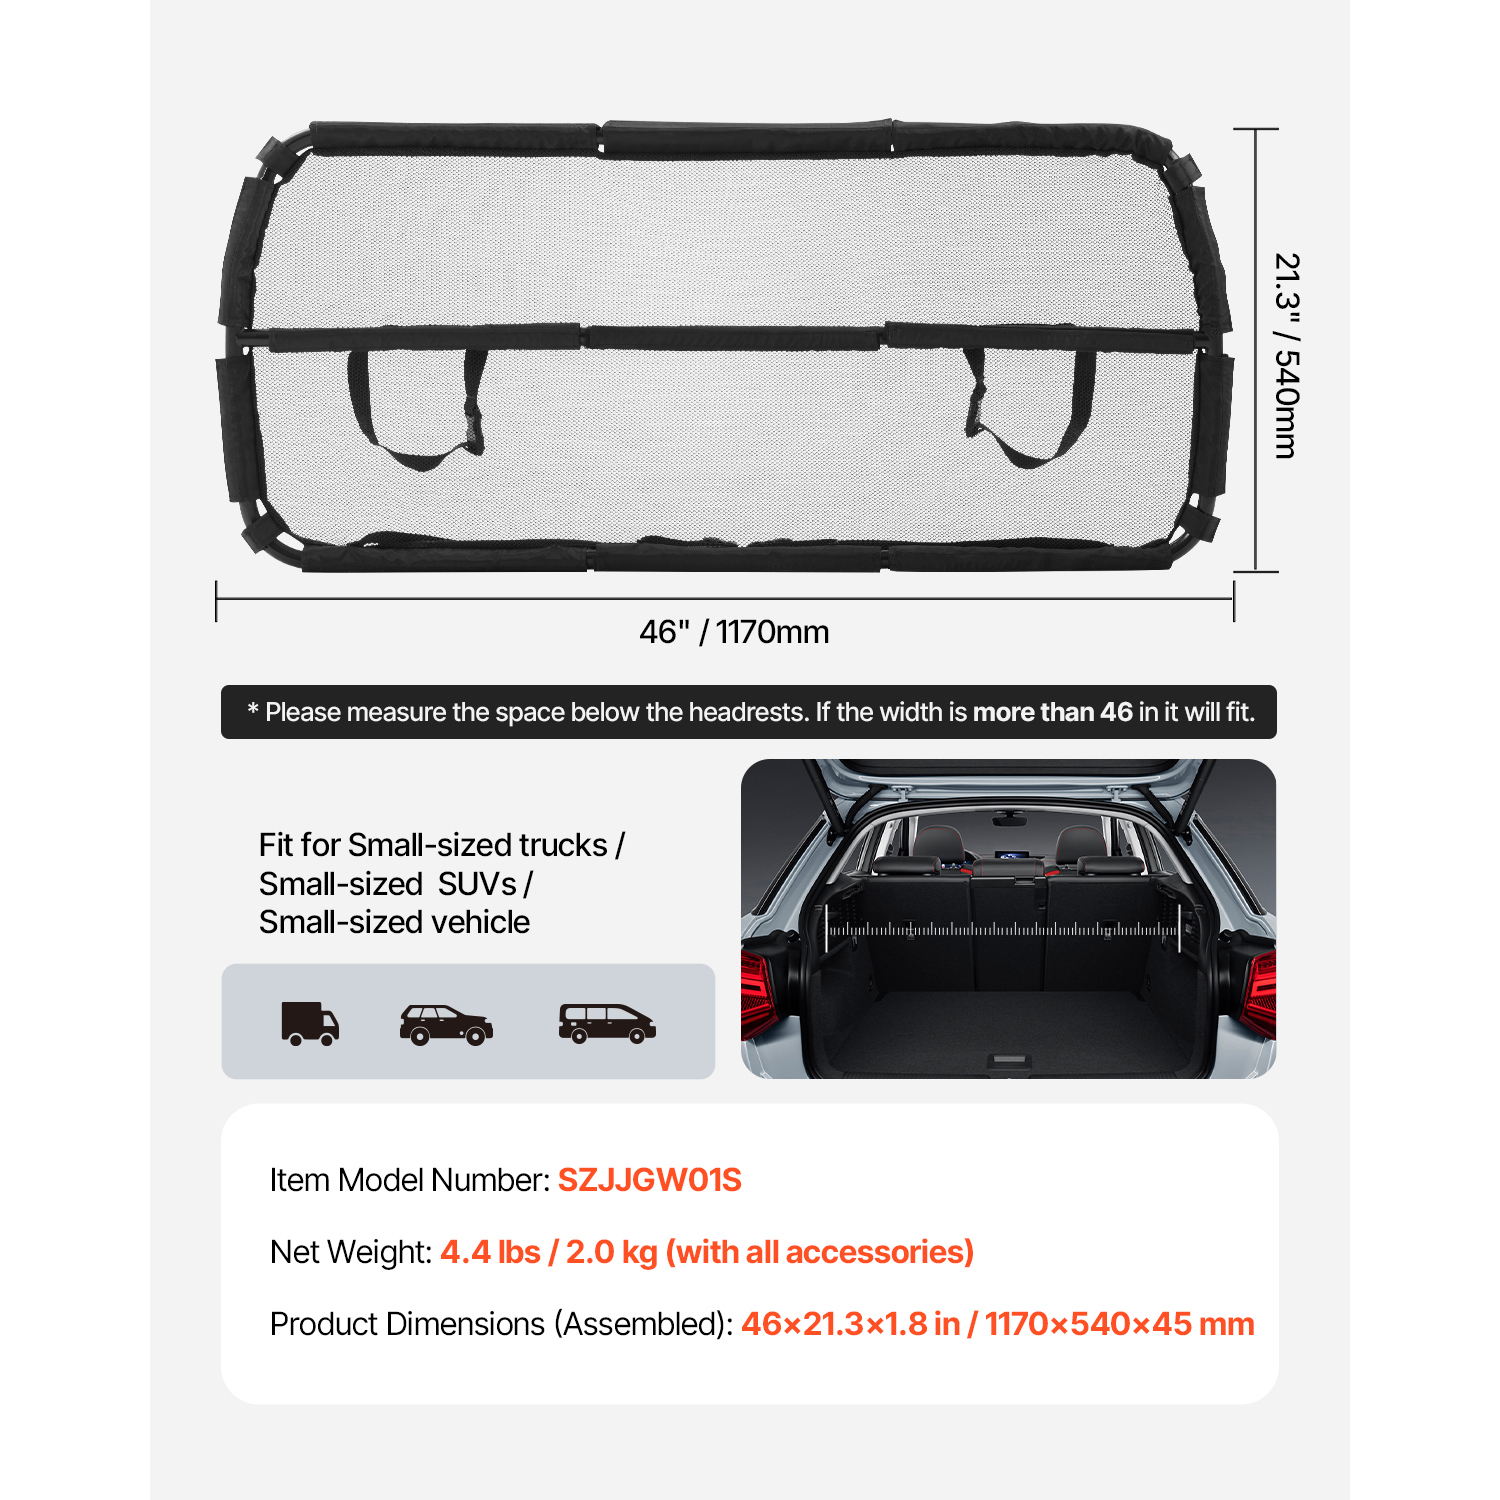 21.3" / 540mm
46" / 1170mm
* Please measure the space below the headrests. If the width is more than 46 in it will fit.
Fit for Small-sized trucks /
Small-sized  SUVs /
Small-sized vehicle
Item Model Number: SZJJGW01S
Net Weight: 4.4 lbs / 2.0 kg (with all accessories)
Product Dimensions (Assembled): 46×21.3×1.8 in / 1170×540×45 mm